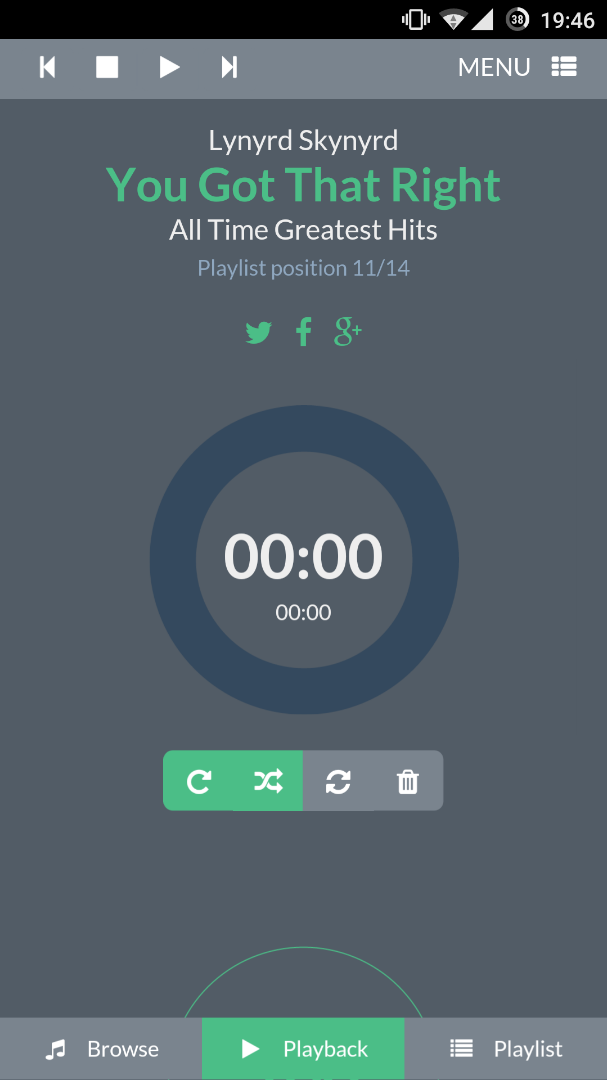 38 19:46
MENU
Lynyrd Skynyrd
You Got That Right
All Time Greatest Hits
Playlist position 11/14
00:00
00:00
Browse Playback Playlist